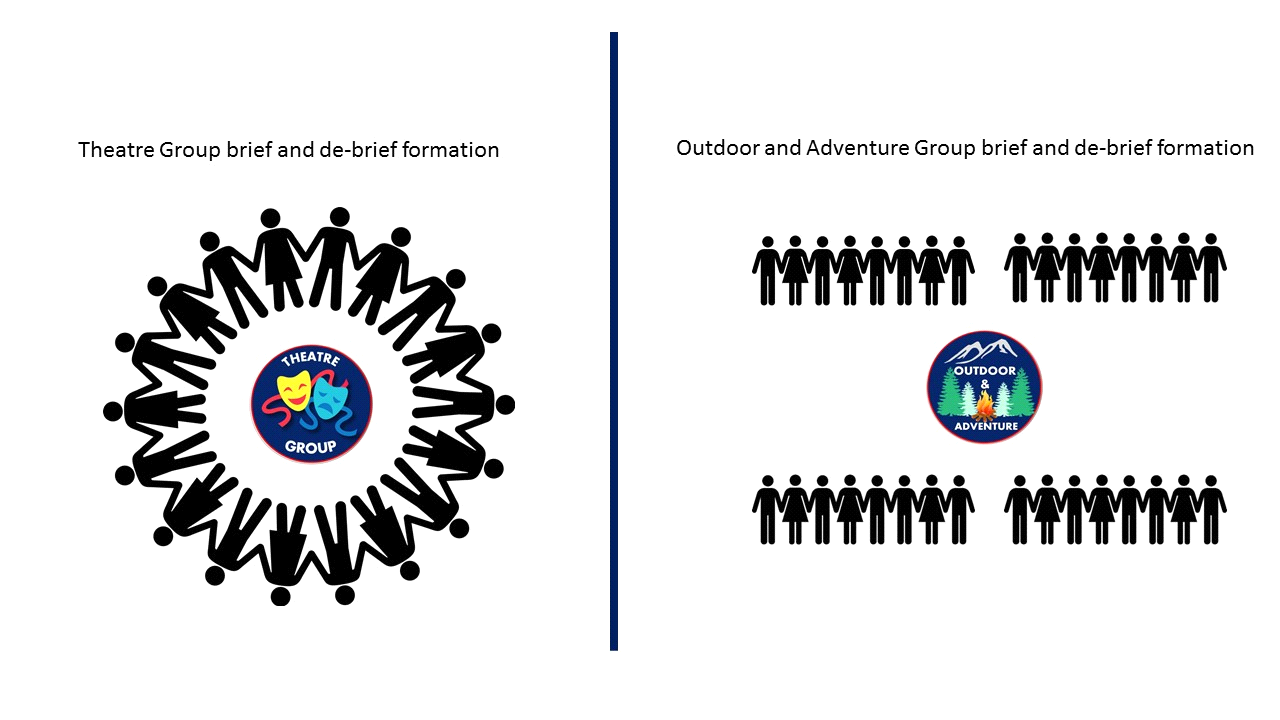 Theatre Group brief and de-brief formation
THEATRE
GROUP
Outdoor and Adventure Group brief and de-brief formation
OUTDOOR
&
ADVENTURE